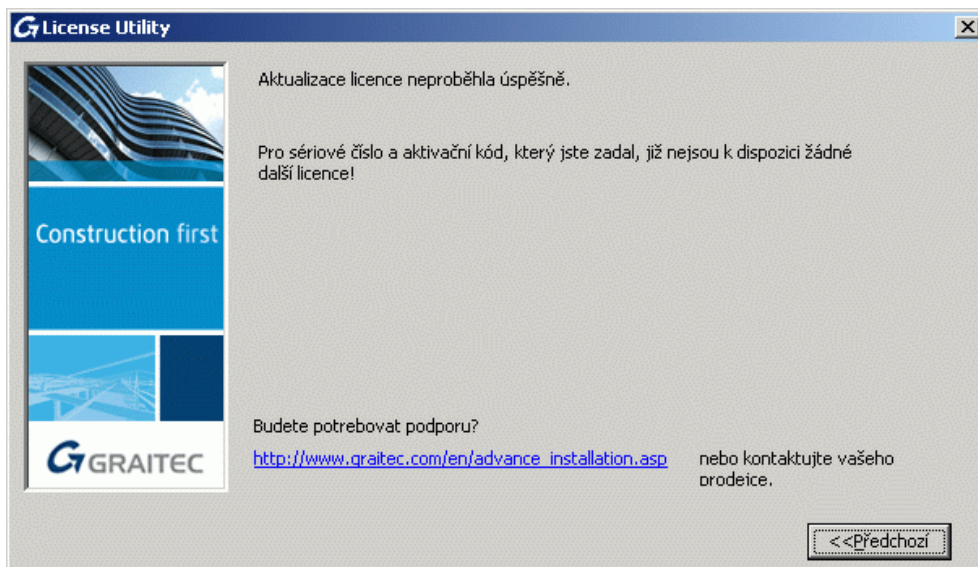 License Utility
Aktualizace licence neproběhla úspěšně.
Pro sériové číslo a aktivační kód, který jste zadal, již nejsou k dispozici žádné
další licence!
Construction first
GRAITEC
Budete potrebovat podporu?
http://www.graitec.com/en/advance_installation.asp nebo kontaktujte vašeho
prodejce.
<<Předchozí